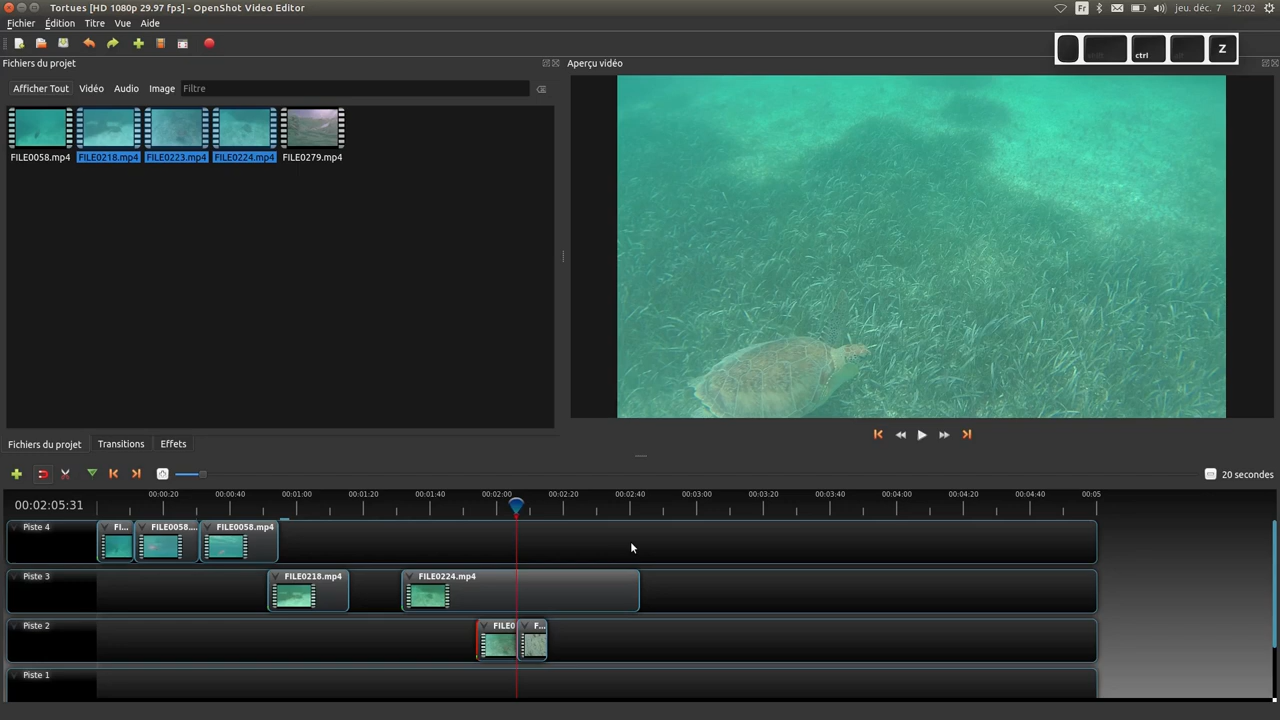 Tortues [HD 1080p 29.97 fps] - OpenShot Video Editor
Fr
jeu. déc. 7 12:02
Fichier Édition Titre Vue Aide
ctrl
Z
Fichiers du projet
Aperçu vidéo
Afficher Tout Vidéo Audio Image Filtre
FILE0058.mp4 FILE0218.mp4 FILE0223.mp4 FILE0224.mp4 FILE0279.mp4
Fichiers du projet Transitions Effets
20 secondes
00:02:05:31
00:00:20 00:00:40 00:01:00 00:01:20 00:01:40 00:02:00 00:02:20 00:02:40 00:03:00 00:03:20 00:03:40 00:04:00 00:04:20 00:04:40 00:05
Piste 4 FI... FILE0058.... FILE0058.mp4
Piste 3 FILE0218.mp4 FILE0224.mp4
Piste 2 FILE0 F...
Piste 1